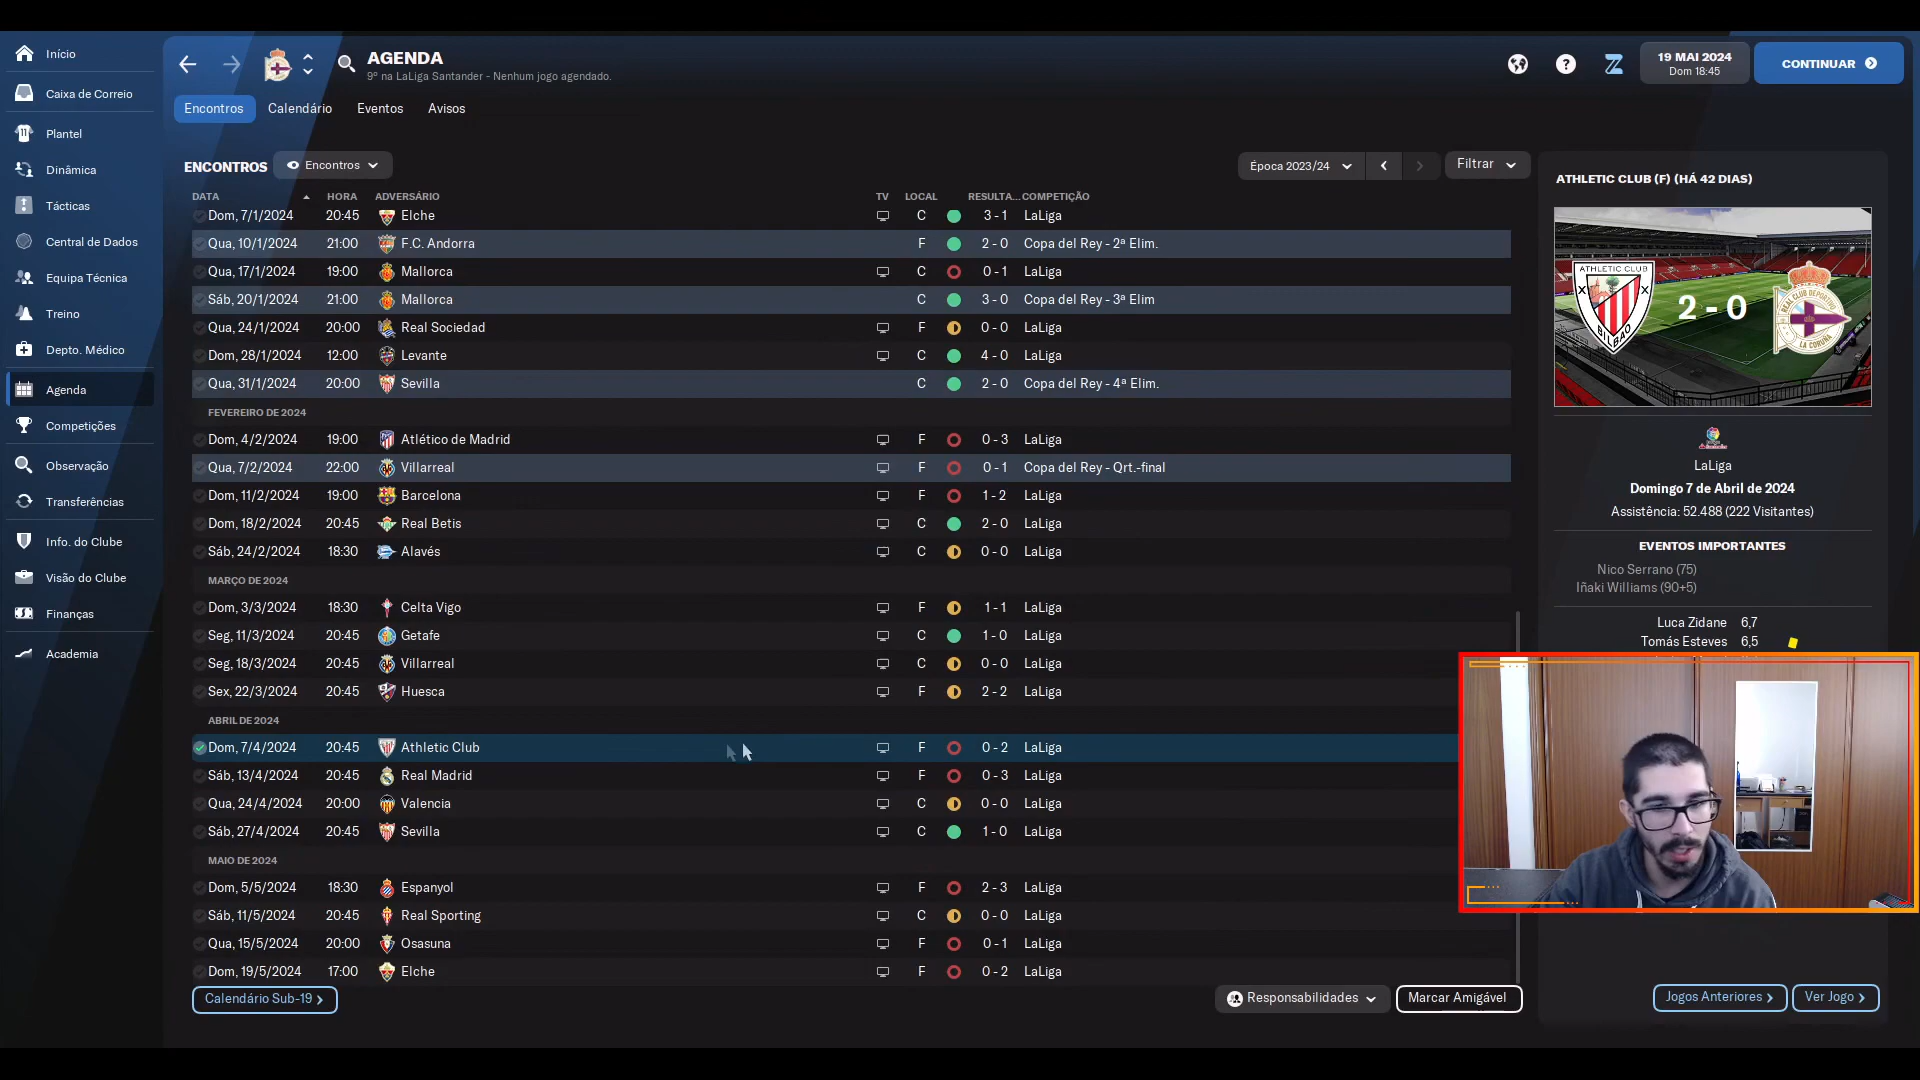 Início
Caixa de Correio
Plantel
Dinâmica
Tácticas
Central de Dados
Equipa Técnica
Treino
Depto. Médico
Agenda
Competições
Observação
Transferências
Info. do Clube
Visão do Clube
Finanças
Academia
AGENDA
9º na LaLiga Santander - Nenhum jogo agendado.
19 MAI 2024
Dom 18:45
CONTINUAR
Encontros Calendário Eventos Avisos
ENCONTROS Encontros
Época 2023/24 Filtrar
DATA HORA ADVERSÁRIO TV LOCAL RESULTA... COMPETIÇÃO
Dom, 7/1/2024 20:45 Elche C 3 - 1 LaLiga
Qua, 10/1/2024 21:00 F.C. Andorra F 2 - 0 Copa del Rey - 2ª Elim.
Qua, 17/1/2024 19:00 Mallorca C 0 - 1 LaLiga
Sáb, 20/1/2024 21:00 Mallorca C 3 - 0 Copa del Rey - 3ª Elim
Qua, 24/1/2024 20:00 Real Sociedad F 0 - 0 LaLiga
Dom, 28/1/2024 12:00 Levante C 4 - 0 LaLiga
Qua, 31/1/2024 20:00 Sevilla C 2 - 0 Copa del Rey - 4ª Elim.
FEVEREIRO DE 2024
Dom, 4/2/2024 19:00 Atlético de Madrid F 0 - 3 LaLiga
Qua, 7/2/2024 22:00 Villarreal F 0 - 1 Copa del Rey - Qrt.-final
Dom, 11/2/2024 19:00 Barcelona F 1 - 2 LaLiga
Dom, 18/2/2024 20:45 Real Betis C 2 - 0 LaLiga
Sáb, 24/2/2024 18:30 Alavés C 0 - 0 LaLiga
MARÇO DE 2024
Dom, 3/3/2024 18:30 Celta Vigo F 1 - 1 LaLiga
Seg, 11/3/2024 20:45 Getafe C 1 - 0 LaLiga
Seg, 18/3/2024 20:45 Villarreal C 0 - 0 LaLiga
Sex, 22/3/2024 20:45 Huesca F 2 - 2 LaLiga
ABRIL DE 2024
Dom, 7/4/2024 20:45 Athletic Club F 0 - 2 LaLiga
Sáb, 13/4/2024 20:45 Real Madrid F 0 - 3 LaLiga
Qua, 24/4/2024 20:00 Valencia C 0 - 0 LaLiga
Sáb, 27/4/2024 20:45 Sevilla C 1 - 0 LaLiga
MAIO DE 2024
Dom, 5/5/2024 18:30 Espanyol F 2 - 3 LaLiga
Sáb, 11/5/2024 20:45 Real Sporting C 0 - 0 LaLiga
Qua, 15/5/2024 20:00 Osasuna F 0 - 1 LaLiga
Dom, 19/5/2024 17:00 Elche F 0 - 2 LaLiga
Calendário Sub-19
Responsabilidades
Marcar Amigável
ATHLETIC CLUB (F) (HÁ 42 DIAS)
ATHLETIC CLUB
BILBAO
2 - 0
REAL CLUB DEPORTIVO
LA CORUÑA
LaLiga
Domingo 7 de Abril de 2024
Assistência: 52.488 (222 Visitantes)
EVENTOS IMPORTANTES
Nico Serrano (75)
Iñaki Williams (90+5)
Luca Zidane 6,7
Tomás Esteves 6,5
Jogos Anteriores
Ver Jogo